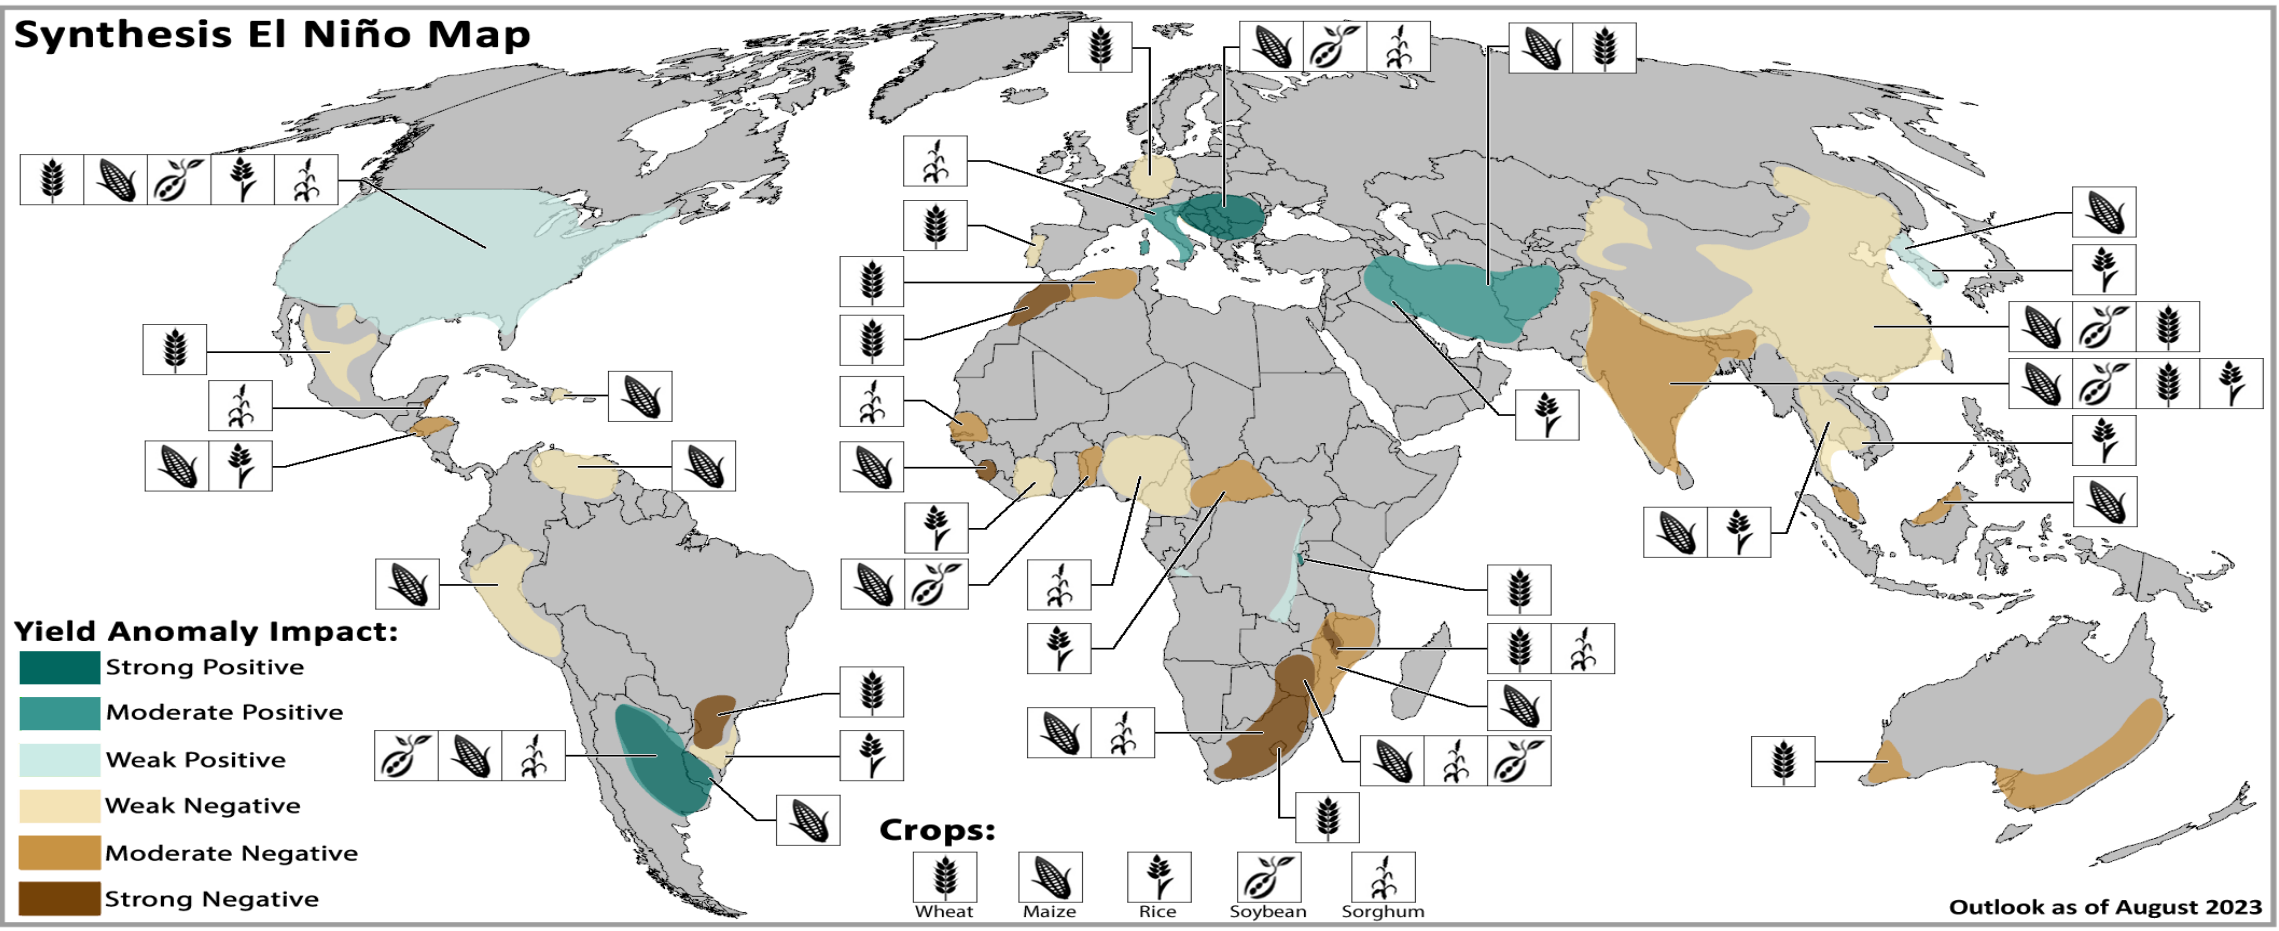 Synthesis El Niño Map
Yield Anomaly Impact:
Strong Positive
Moderate Positive
Weak Positive
Weak Negative
Moderate Negative
Strong Negative
Crops:
Wheat
Maize
Rice
Soybean
Sorghum
Outlook as of August 2023